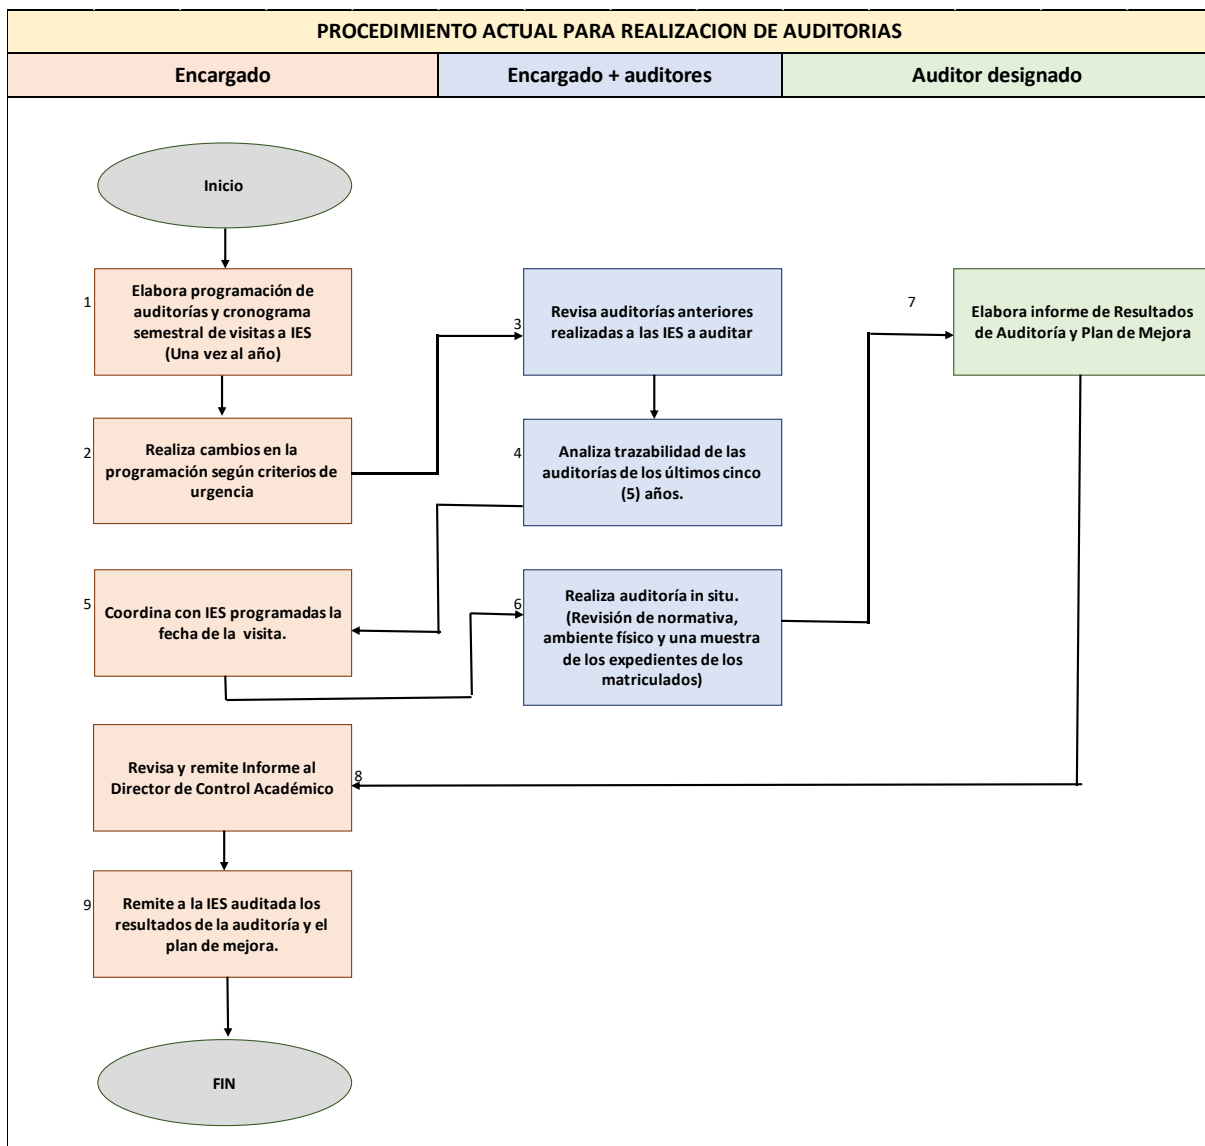 PROCEDIMIENTO ACTUAL PARA REALIZACION DE AUDITORIAS
Encargado
Encargado + auditores
Auditor designado
Inicio
1
Elabora programación de
auditorías y cronograma
semestral de visitas a IES
(Una vez al año)
2
Realiza cambios en la
programación según criterios de
urgencia
3
Revisa auditorías anteriores
realizadas a las IES a auditar
4
Analiza trazabilidad de las
auditorías de los últimos cinco
(5) años.
5
Coordina con IES programadas la
fecha de la visita.
6
Realiza auditoría in situ.
(Revisión de normativa,
ambiente físico y una muestra
de los expedientes de los
matriculados)
7
Elabora informe de Resultados
de Auditoría y Plan de Mejora
8
Revisa y remite Informe al
Director de Control Académico
9
Remite a la IES auditada los
resultados de la auditoría y el
plan de mejora.
FIN